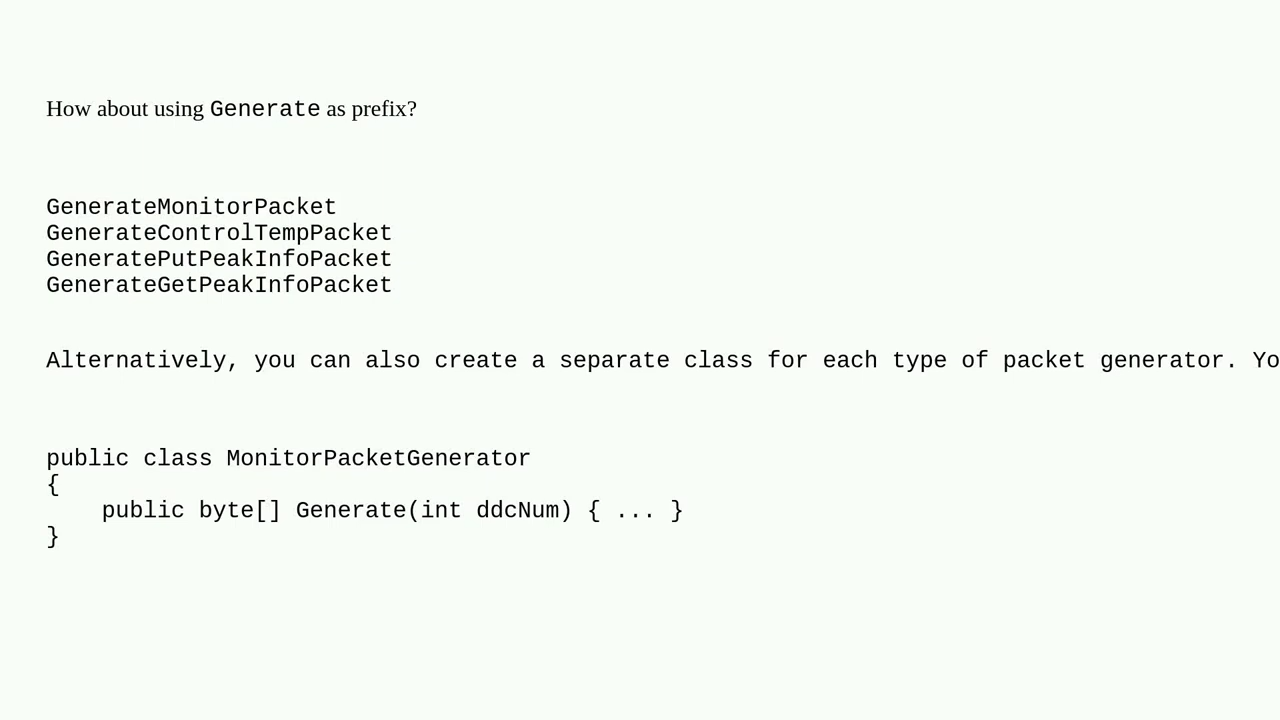 How about using Generate as prefix?
GenerateMonitorPacket
GenerateControlTempPacket
GeneratePutPeakInfoPacket
GenerateGetPeakInfoPacket
Alternatively, you can also create a separate class for each type of packet generator.
public class MonitorPacketGenerator
{
    public byte[] Generate(int ddcNum) { ... }
}